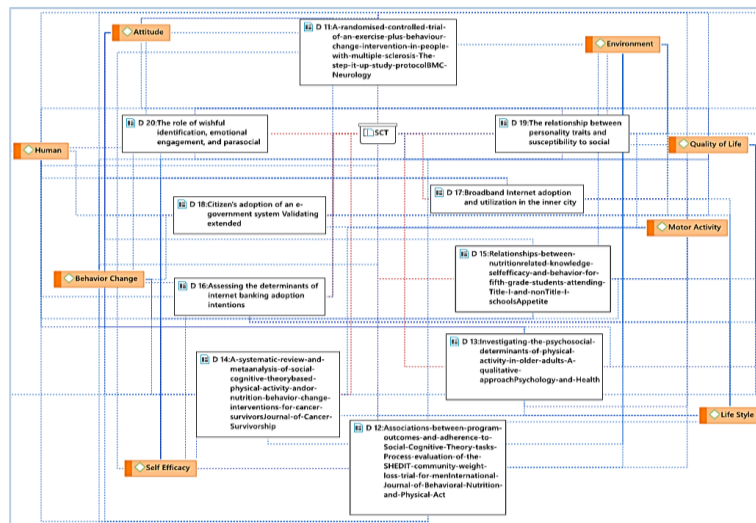 Attitude
D 11:A-randomised-controlled-trial-
of-an-exercise-plus-behaviour-
change-intervention-in-people-
with-multiple-sclerosis-The-
step-it-up-study-protocolBMC-
Neurology
Environment
D 20:The role of wishful
identification, emotional
engagement, and parasocial
SCT
D 19:The relationship between
personality traits and
susceptibility to social
Human
Quality of Life
D 17:Broadband Internet adoption
and utilization in the inner city
D 18:Citizen's adoption of an e-
government system Validating
extended
Motor Activity
D 15:Relationships-between-
nutritionrelated-knowledge-
selfefficacy-and-behavior-for-
fifth-grade-students-attending-
Title-I-and-nonTitle-I-
schoolsAppetite
Behavior Change
D 16:Assessing the determinants of
internet banking adoption
intentions
D 13:Investigating-the-psychosocial-
determinants-of-physical-
activity-in-older-adults-A-
qualitative-
approachPsychology-and-Health
D 14:A-systematic-review-and-
metaanalysis-of-social-
cognitive-theorybased-
physical-activity-andor-
nutrition-behavior-change-
interventions-for-cancer-
survivorsJournal-of-Cancer-
Survivorship
Life Style
D 12:Associations-between-program-
outcomes-and-adherence-to-
Social-Cognitive-Theory-tasks-
Process-evaluation-of-the-
SHEDIT-community-weight-
loss-trial-for-menInternational-
Journal-of-Behavioral-Nutrition-
and-Physical-Act
Self Efficacy